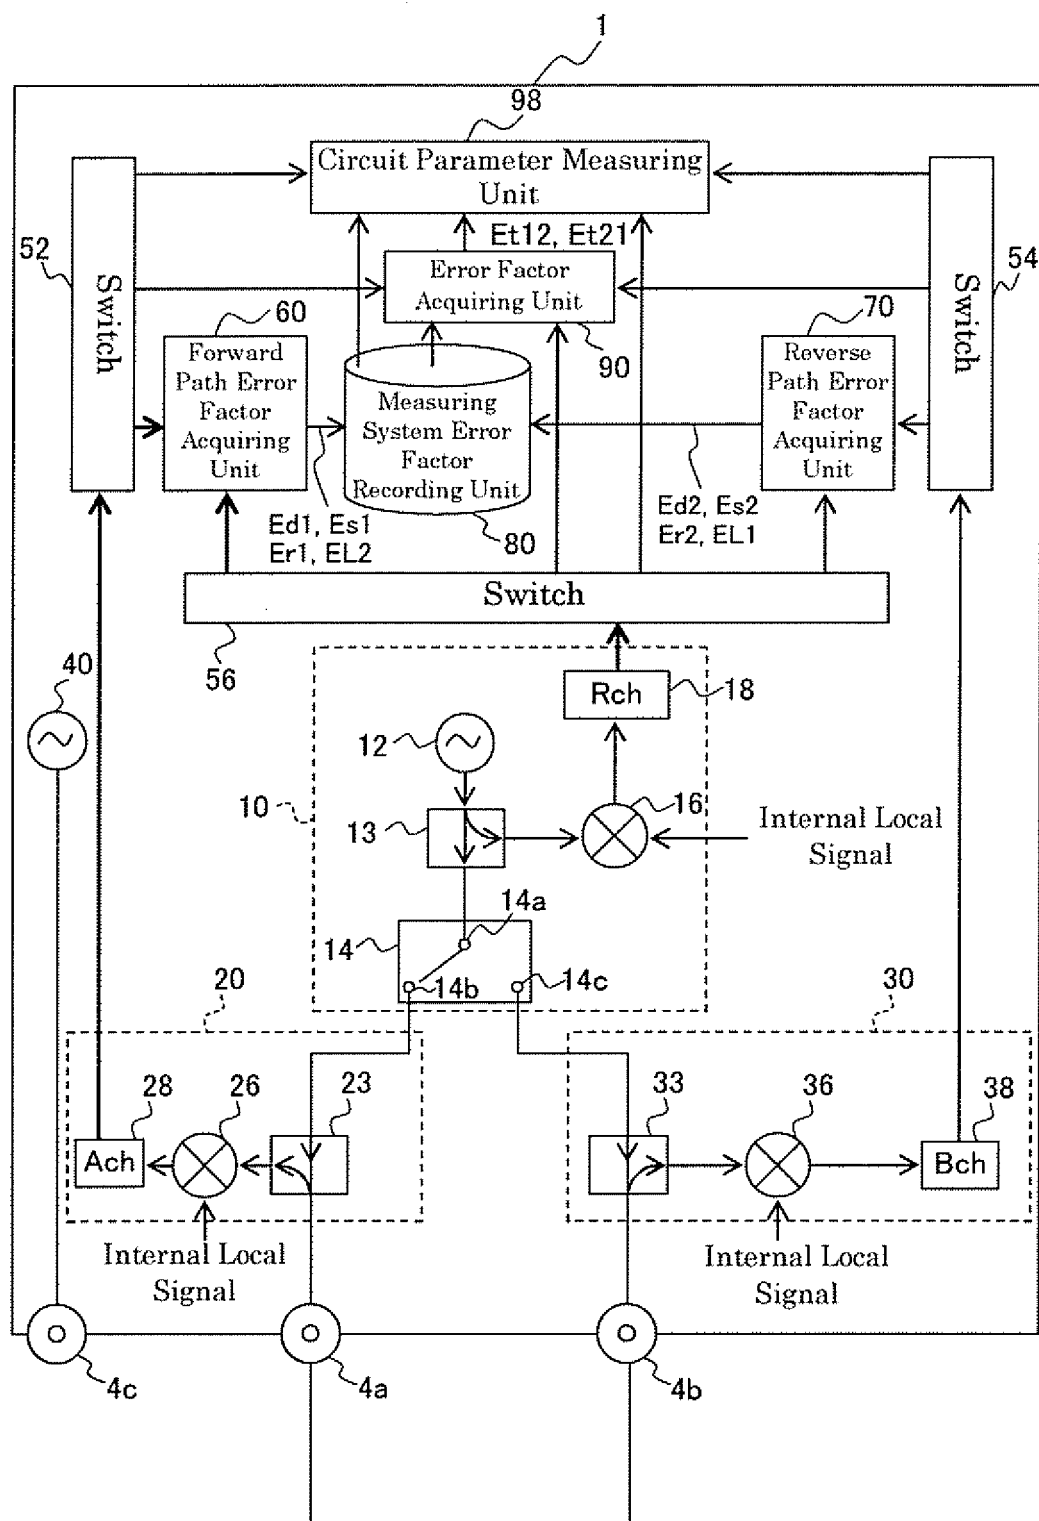 1
98
Circuit Parameter Measuring
Unit
52
Switch
Et12, Et21
Error Factor
Acquiring Unit
54
Switch
60
70
90
Forward
Path Error
Factor
Acquiring
Unit
Measuring
System Error
Factor
Recording Unit
Reverse
Path Error
Factor
Acquiring
Unit
Ed1, Es1
Er1, EL2
80
Ed2, Es2
Er2, EL1
Switch
56
40
Rch
18
12
10
13
16
Internal Local
Signal
14
14a
14b
14c
20
30
28
26
23
33
36
38
Ach
Bch
Internal Local
Signal
Internal Local
Signal
4c
4a
4b